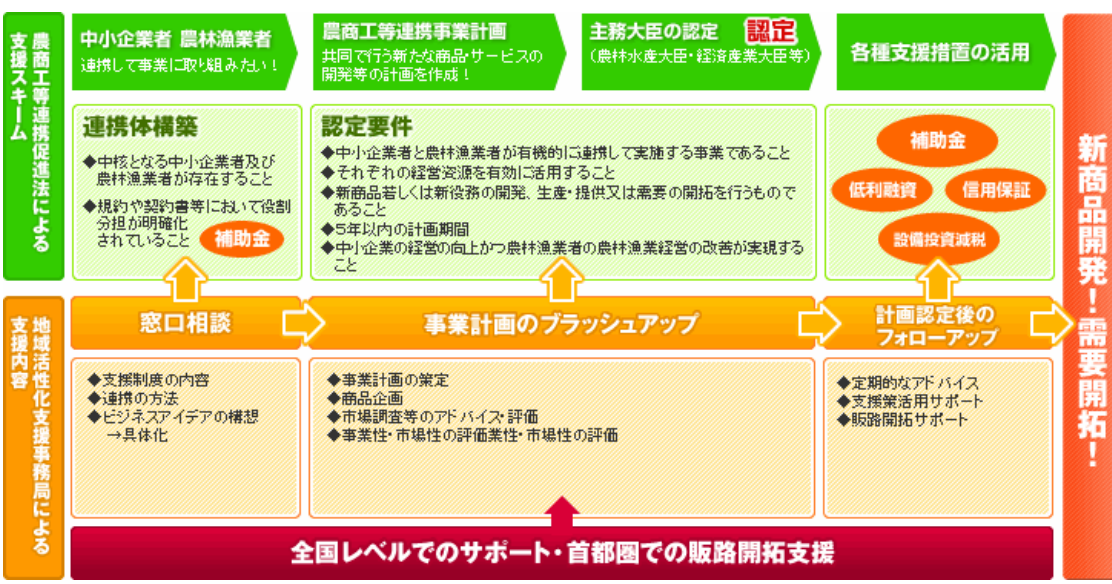 農商工等連携促進法による
支援スキーム
中小企業者 農林漁業者
連携して事業に取り組みたい！
農商工等連携事業計画
共同で行う新たな商品・サービスの
開発等の計画を作成！
主務大臣の認定
認定
（農林水産大臣・経済産業大臣等）
各種支援措置の活用
連携体構築
◆中核となる中小企業者及び
農林漁業者が存在すること
◆規約や契約書等において役割
分担が明確化
されていること
補助金
認定要件
◆中小企業者と農林漁業者が有機的に連携して実施する事業であること
◆それぞれの経営資源を有効に活用すること
◆新商品若しくは新役務の開発、生産・提供又は需要の開拓を行うもので
あること
◆5年以内の計画期間
◆中小企業の経営の向上かつ農林漁業者の農林漁業経営の改善が実現する
こと
補助金
低利融資
信用保証
設備投資減税
地域活性化支援事務局による
支援内容
窓口相談
事業計画のブラッシュアップ
計画認定後の
フォローアップ
◆支援制度の内容
◆連携の方法
◆ビジネスアイデアの構想
→具体化
◆事業計画の策定
◆商品企画
◆市場調査等のアドバイス・評価
◆事業性・市場性の評価業性・市場性の評価
◆定期的なアドバイス
◆支援策活用サポート
◆販路開拓サポート
全国レベルでのサポート・首都圏での販路開拓支援
新商品開発！需要開拓！